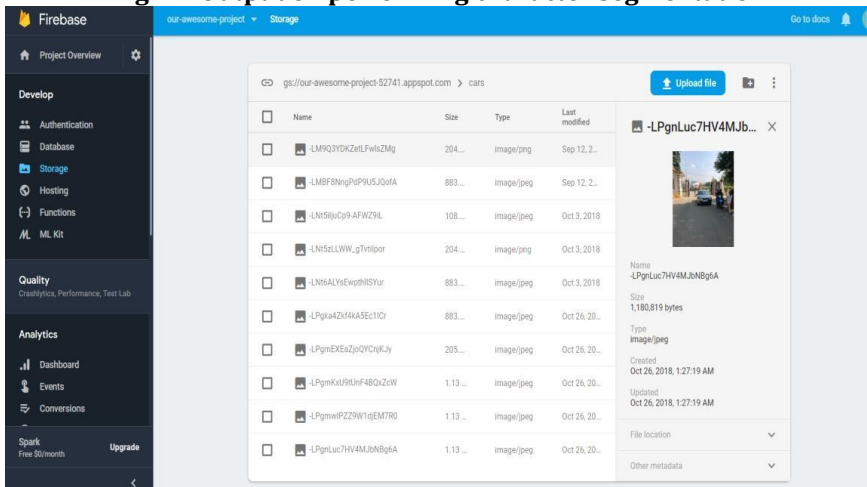 Firebase
our-awesome-project Storage
Go to docs
Project Overview
Develop
Authentication
Database
Storage
Hosting
Functions
ML Kit
Quality
Crashlytics, Performance, Test Lab
Analytics
Dashboard
Events
Conversions
Spark
Free $0/month
Upgrade
gs://our-awesome-project-52741.appspot.com > cars
Upload file
Name Size Type Last modified
-LM9Q3YDKZetLFwlsZMg 204.... image/png Sep 12, 2...
-LMBF8NngPdP9U5JQofA 883.... image/jpeg Sep 12, 2...
-LNt5iljuCp9-AFWZ9iL 108.... image/jpeg Oct 3, 2018
-LNt5zLLWW_gTvtilpor 204.... image/png Oct 3, 2018
-LNt6ALYsEwpthllSYur 883.... image/jpeg Oct 3, 2018
-LPgka4Zkf4kA5Ec1lCr 883.... image/jpeg Oct 26, 20...
-LPgmEXEaZjoQYCnjKJy 205.... image/jpeg Oct 26, 20...
-LPgmKxU9tUnF4BQxZcW 1.13 ... image/jpeg Oct 26, 20...
-LPgmwlPZZ9W1djEM7R0 1.13 ... image/jpeg Oct 26, 20...
-LPgnLuc7HV4MJbNBg6A 1.13 ... image/jpeg Oct 26, 20...
-LPgnLuc7HV4MJb...
Name
-LPgnLuc7HV4MJbNBg6A
Size
1,180,819 bytes
Type
image/jpeg
Created
Oct 26, 2018, 1:27:19 AM
Updated
Oct 26, 2018, 1:27:19 AM
File location
Other metadata